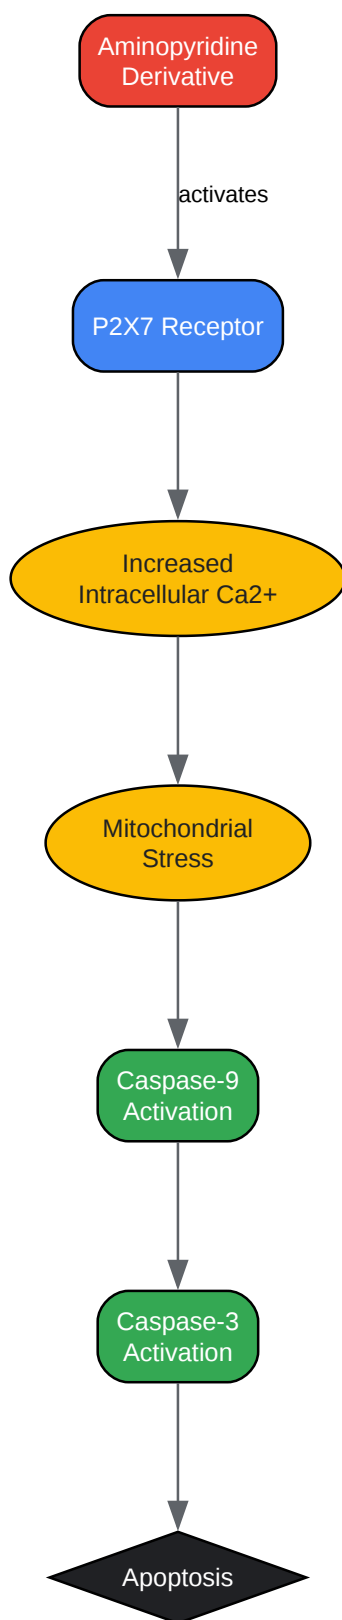 Aminopyridine
Derivative
activates
P2X7 Receptor
Increased
Intracellular Ca2+
Mitochondrial
Stress
Caspase-9
Activation
Caspase-3
Activation
Apoptosis